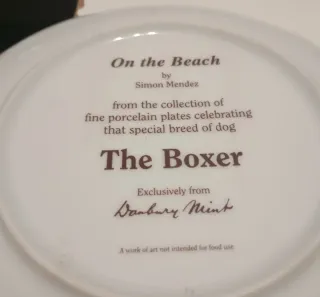 On the Beach
by
Simon Mendez
from the collection of
fine porcelain plates celebrating
that special breed of dog
The Boxer
Exclusively from
Danbury Mint
A work of art not intended for food use